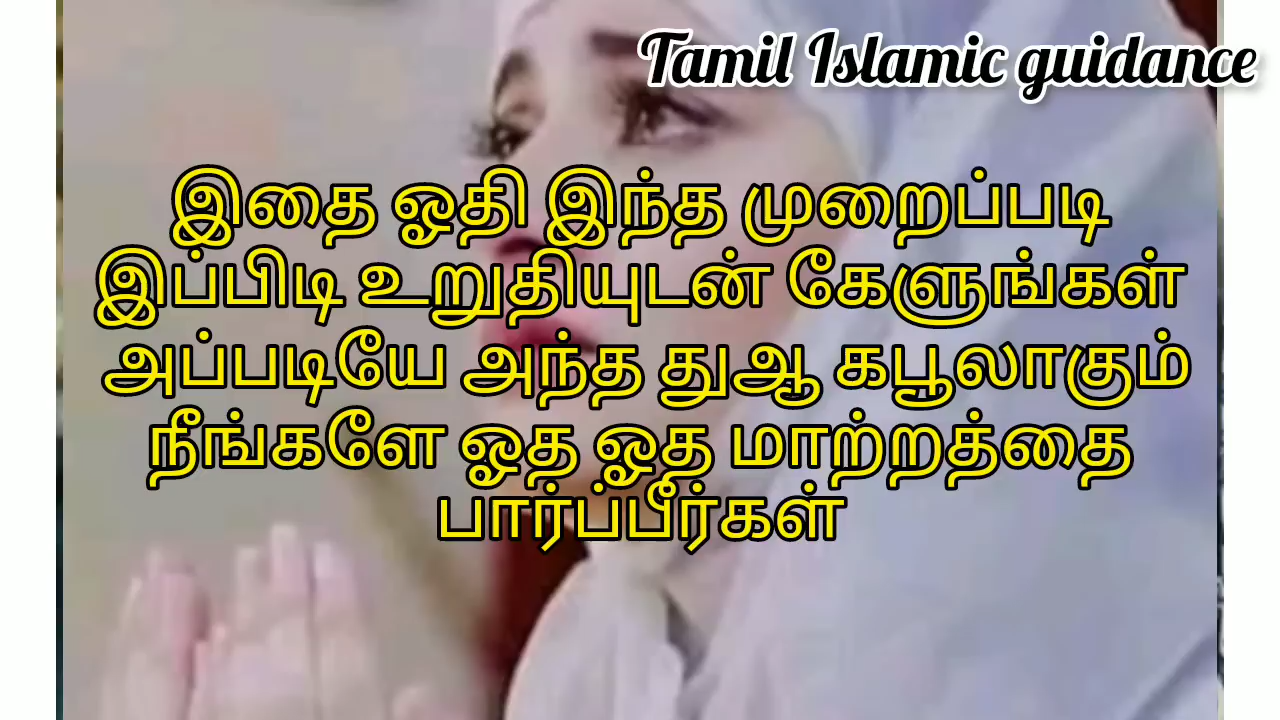 Tamil Islamic guidance
இதை ஓதி இந்த முறைப்படி
இப்பிடி உறுதியுடன் கேளுங்கள்
அப்படியே அந்த துஆ கபூலாகும்
நீங்களே ஓத ஓத மாற்றத்தை
பார்ப்பீர்கள்